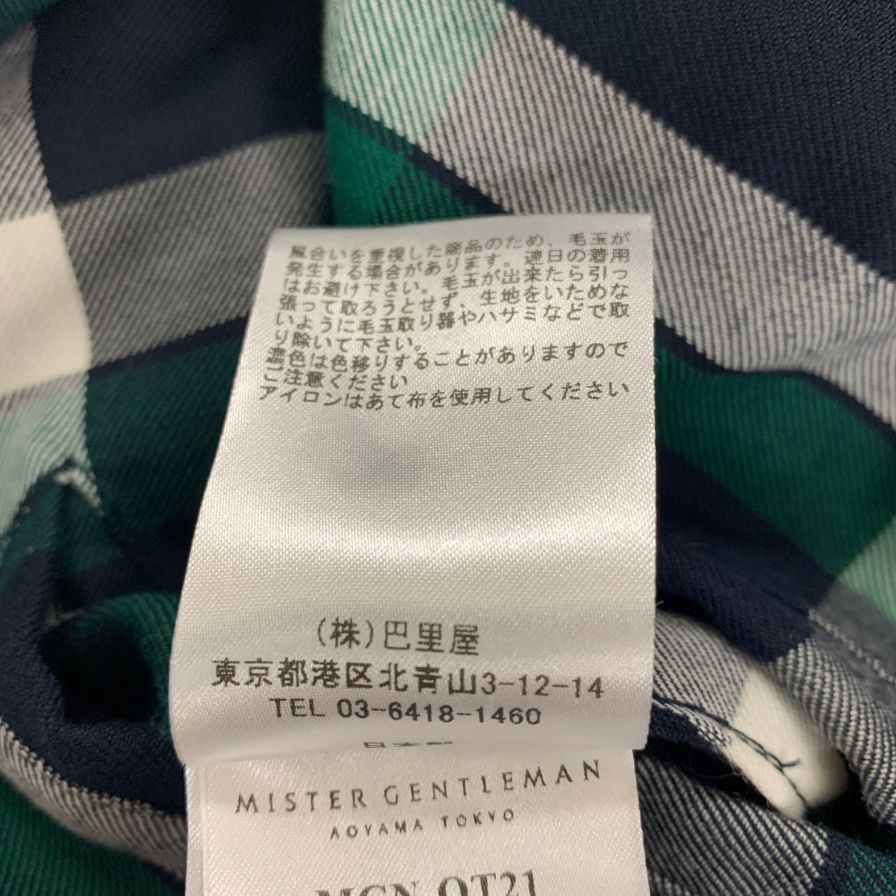 風合いを重視した商品のため、毛玉が
発生する場合があります。連日の着用
はお避け下さい。毛玉が出来たら引っ
張って取ろうとせず、生地をいためな
いように毛玉取り器やハサミなどで取
り除いて下さい。
濃色は色移りすることがありますので
ご注意ください
アイロンはあて布を使用してください
(株)巴里屋
東京都港区北青山3-12-14
TEL 03-6418-1460
MISTER GENTLEMAN
AOYAMA TOKYO
MGN-OT21